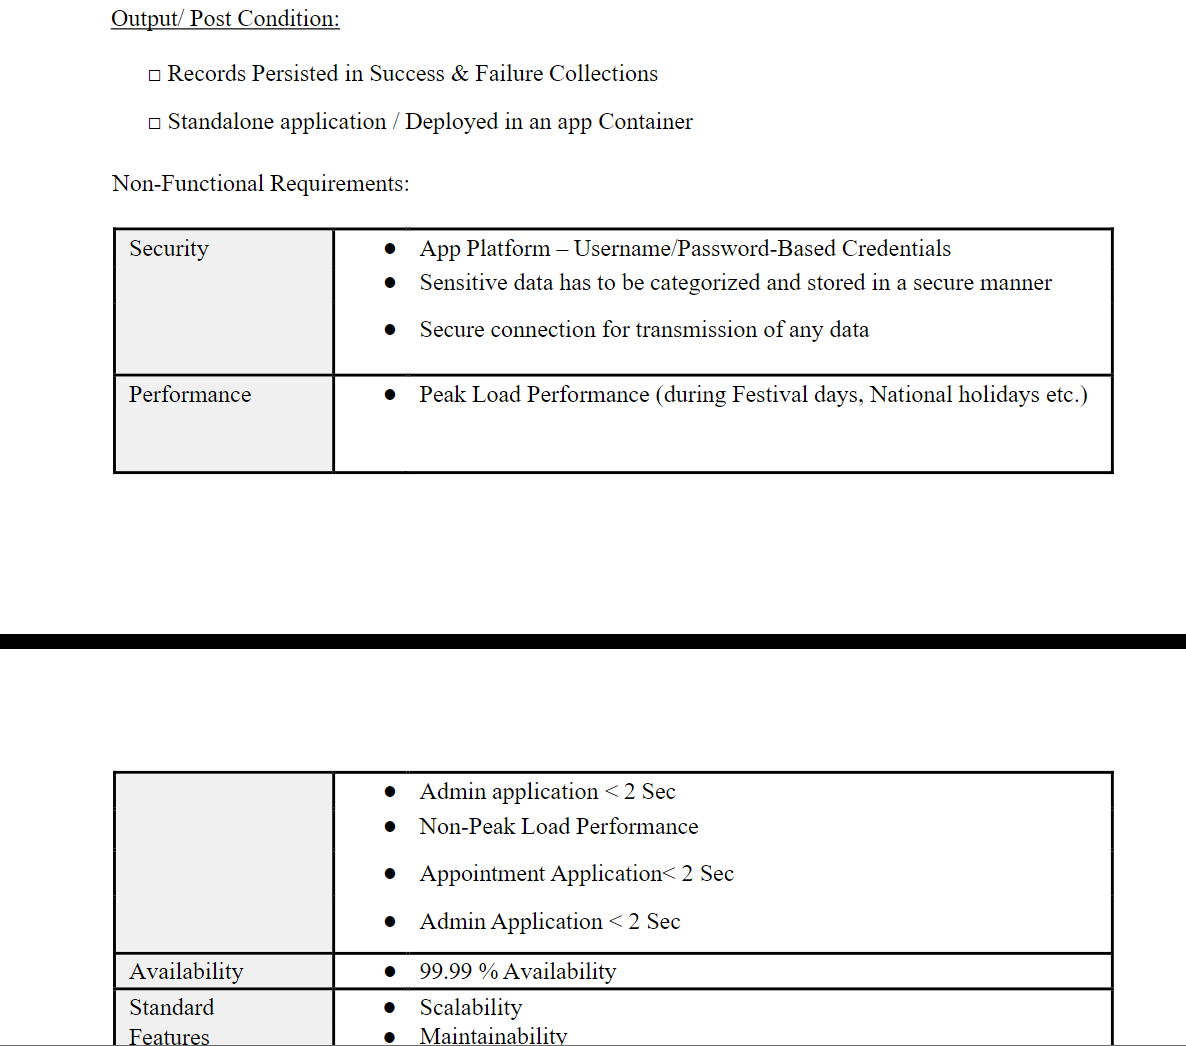 Output/ Post Condition:
□ Records Persisted in Success & Failure Collections
□ Standalone application / Deployed in an app Container
Non-Functional Requirements:
Security
● App Platform – Username/Password-Based Credentials
● Sensitive data has to be categorized and stored in a secure manner
● Secure connection for transmission of any data
Performance
● Peak Load Performance (during Festival days, National holidays etc.)
● Admin application < 2 Sec
● Non-Peak Load Performance
● Appointment Application< 2 Sec
● Admin Application < 2 Sec
Availability
● 99.99 % Availability
Standard
Features
● Scalability
● Maintainability